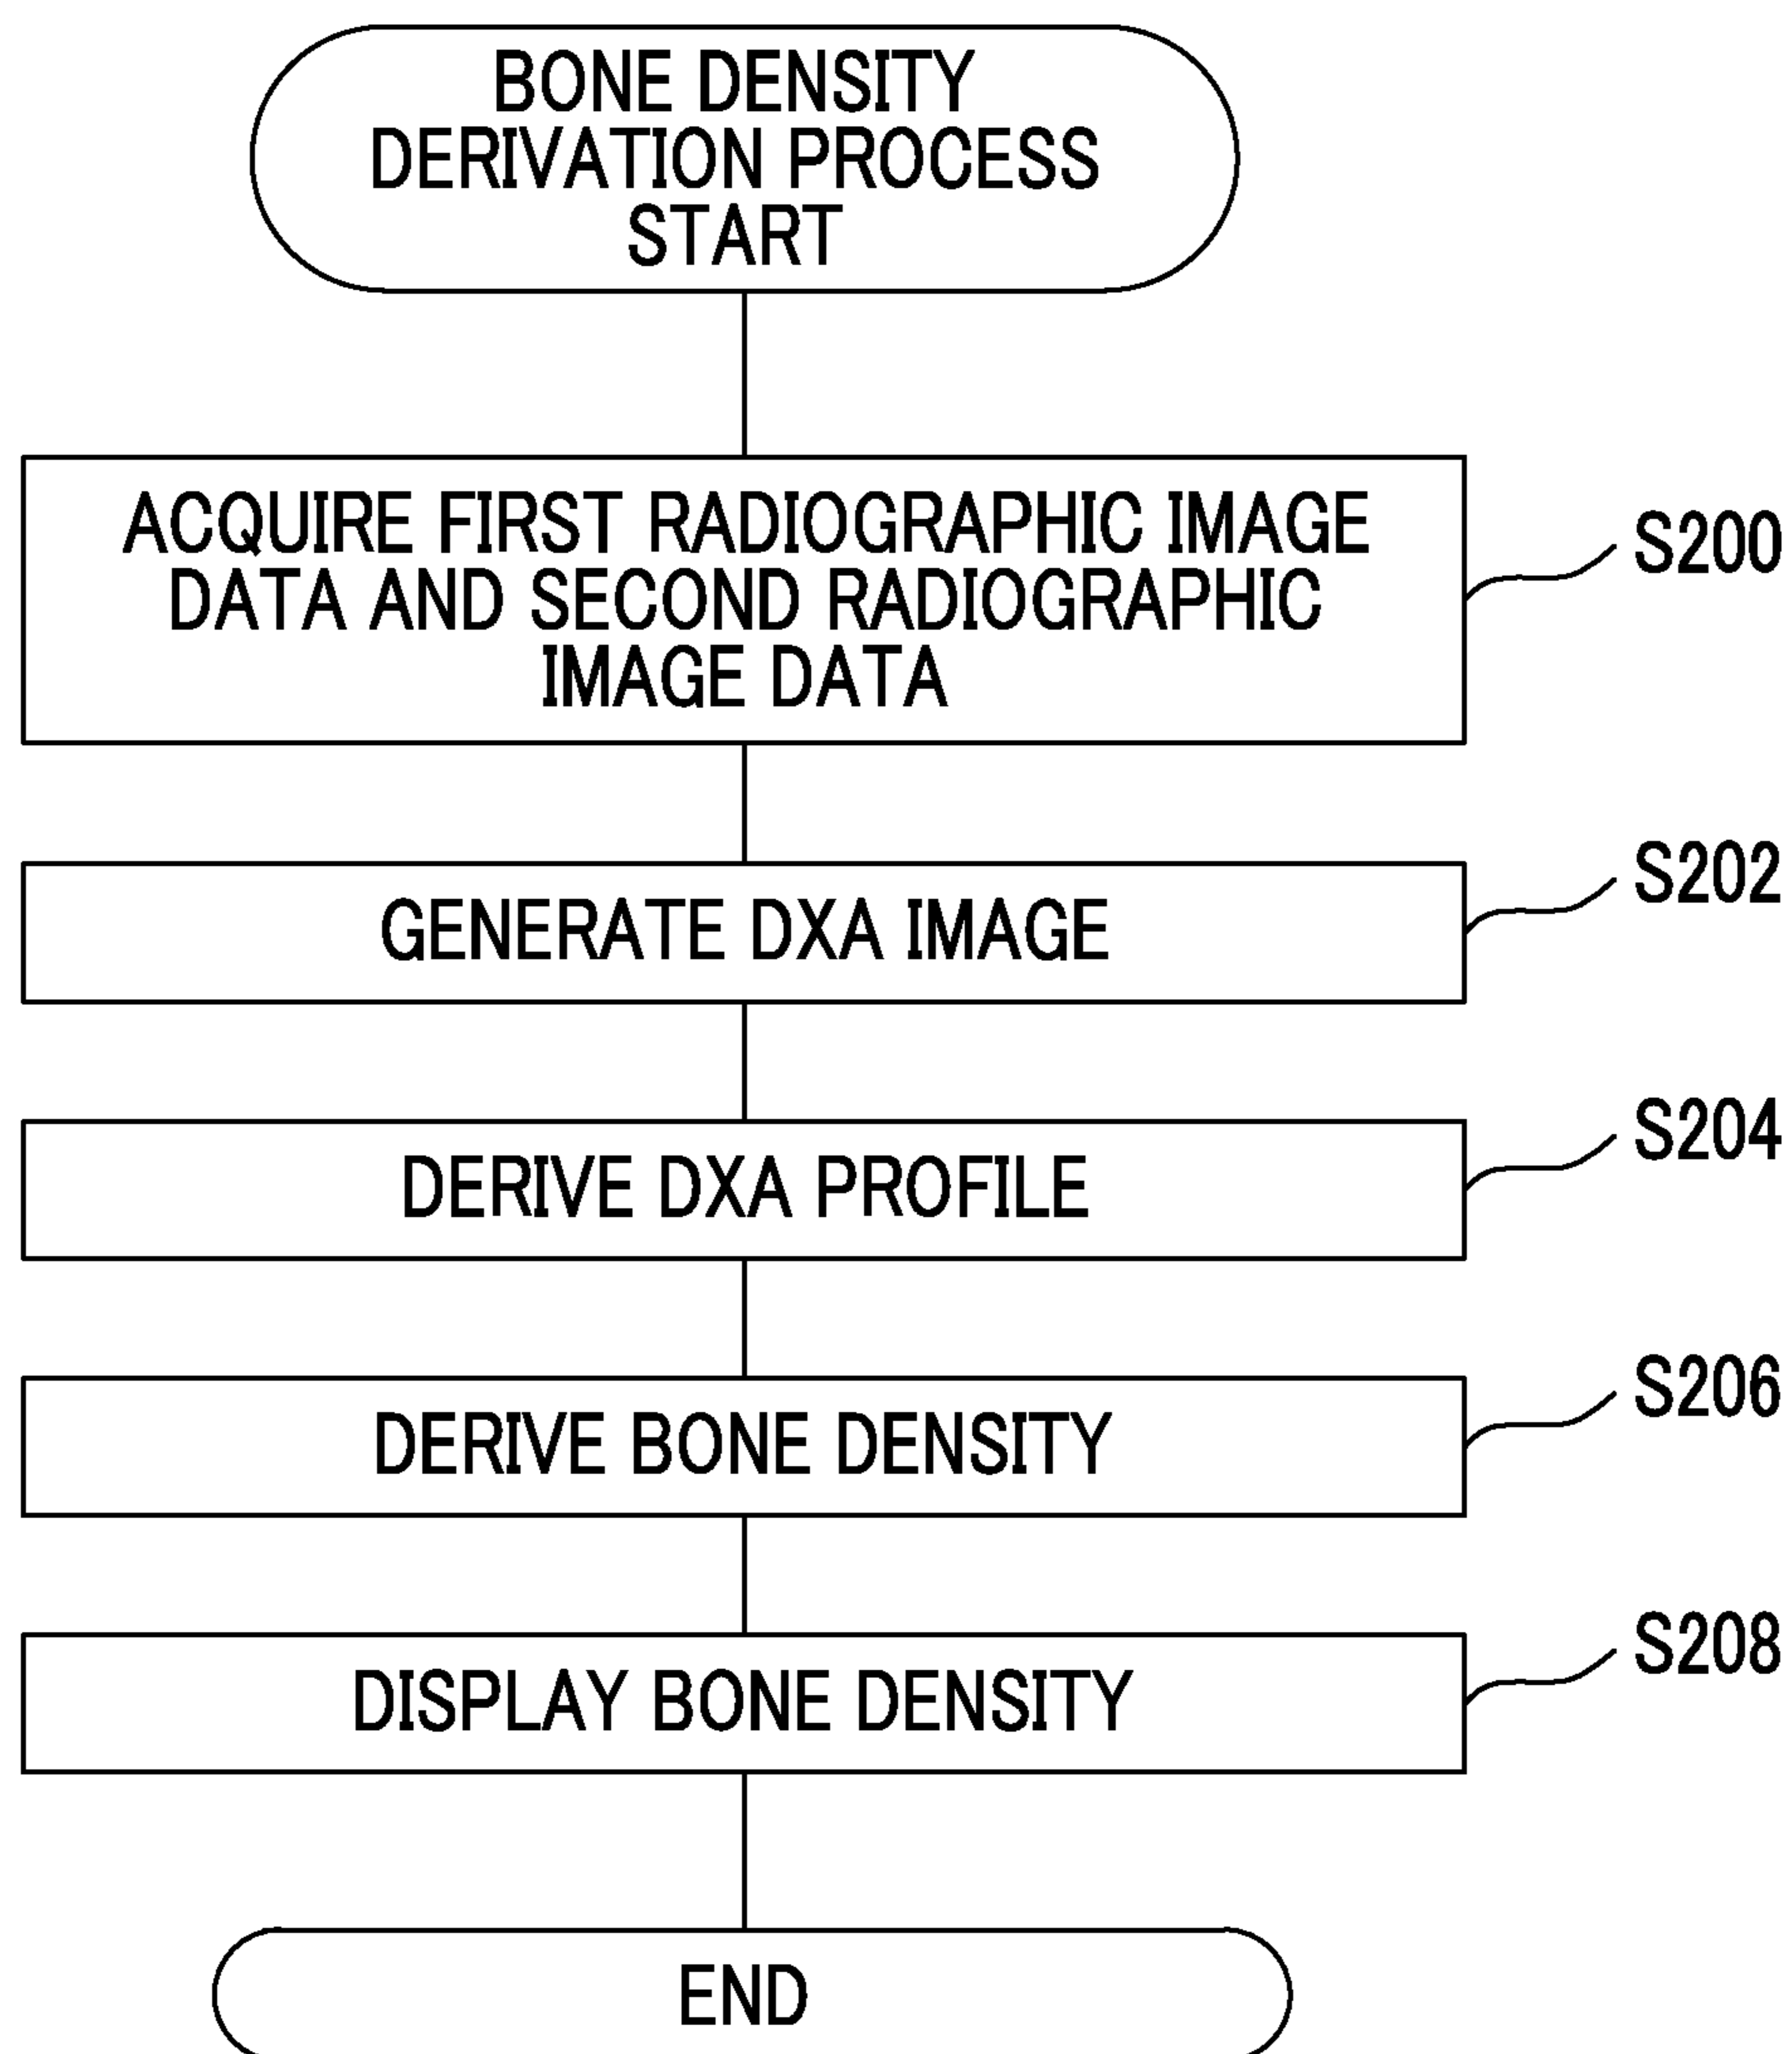 BONE DENSITY
DERIVATION PROCESS
START
ACQUIRE FIRST RADIOGRAPHIC IMAGE
DATA AND SECOND RADIOGRAPHIC
IMAGE DATA
S200
GENERATE DXA IMAGE
S202
DERIVE DXA PROFILE
S204
DERIVE BONE DENSITY
S206
DISPLAY BONE DENSITY
S208
END